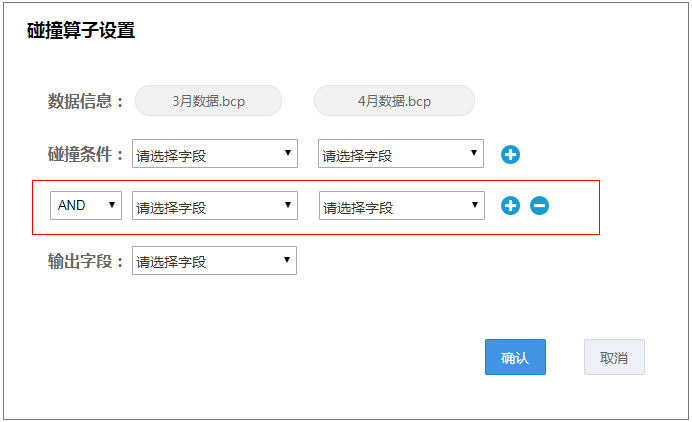 碰撞算子设置
数据信息： 3月数据.bcp 4月数据.bcp
碰撞条件： 请选择字段 请选择字段
AND 请选择字段 请选择字段
输出字段： 请选择字段
确认 取消